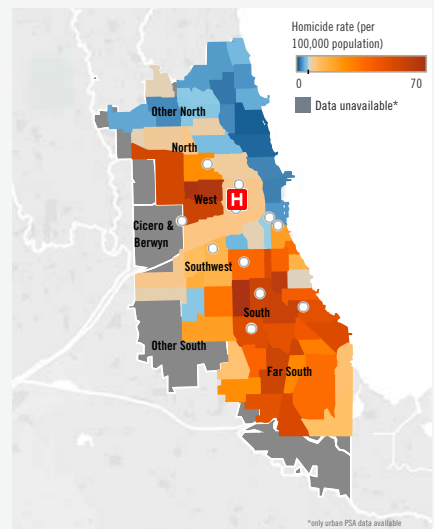 Homicide rate (per
100,000 population)
0
70
Data unavailable*
Other North
North
West
H
Cicero &
Berwyn
Southwest
South
Other South
Far South
*only urban PSA data available